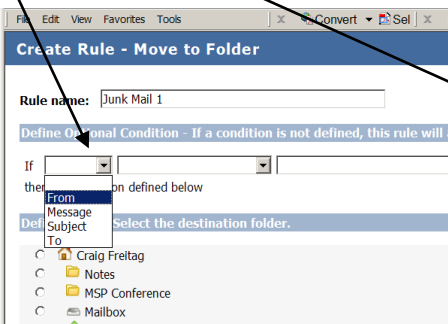 File Edit View Favorites Tools X Convert Sel X
Create Rule - Move to Folder
Rule name: Junk Mail 1
Define Optional Condition - If a condition is not defined, this rule will
If
on defined below
From
Message
Select the destination folder.
Subject
To
Craig Freitag
Notes
MSP Conference
Mailbox